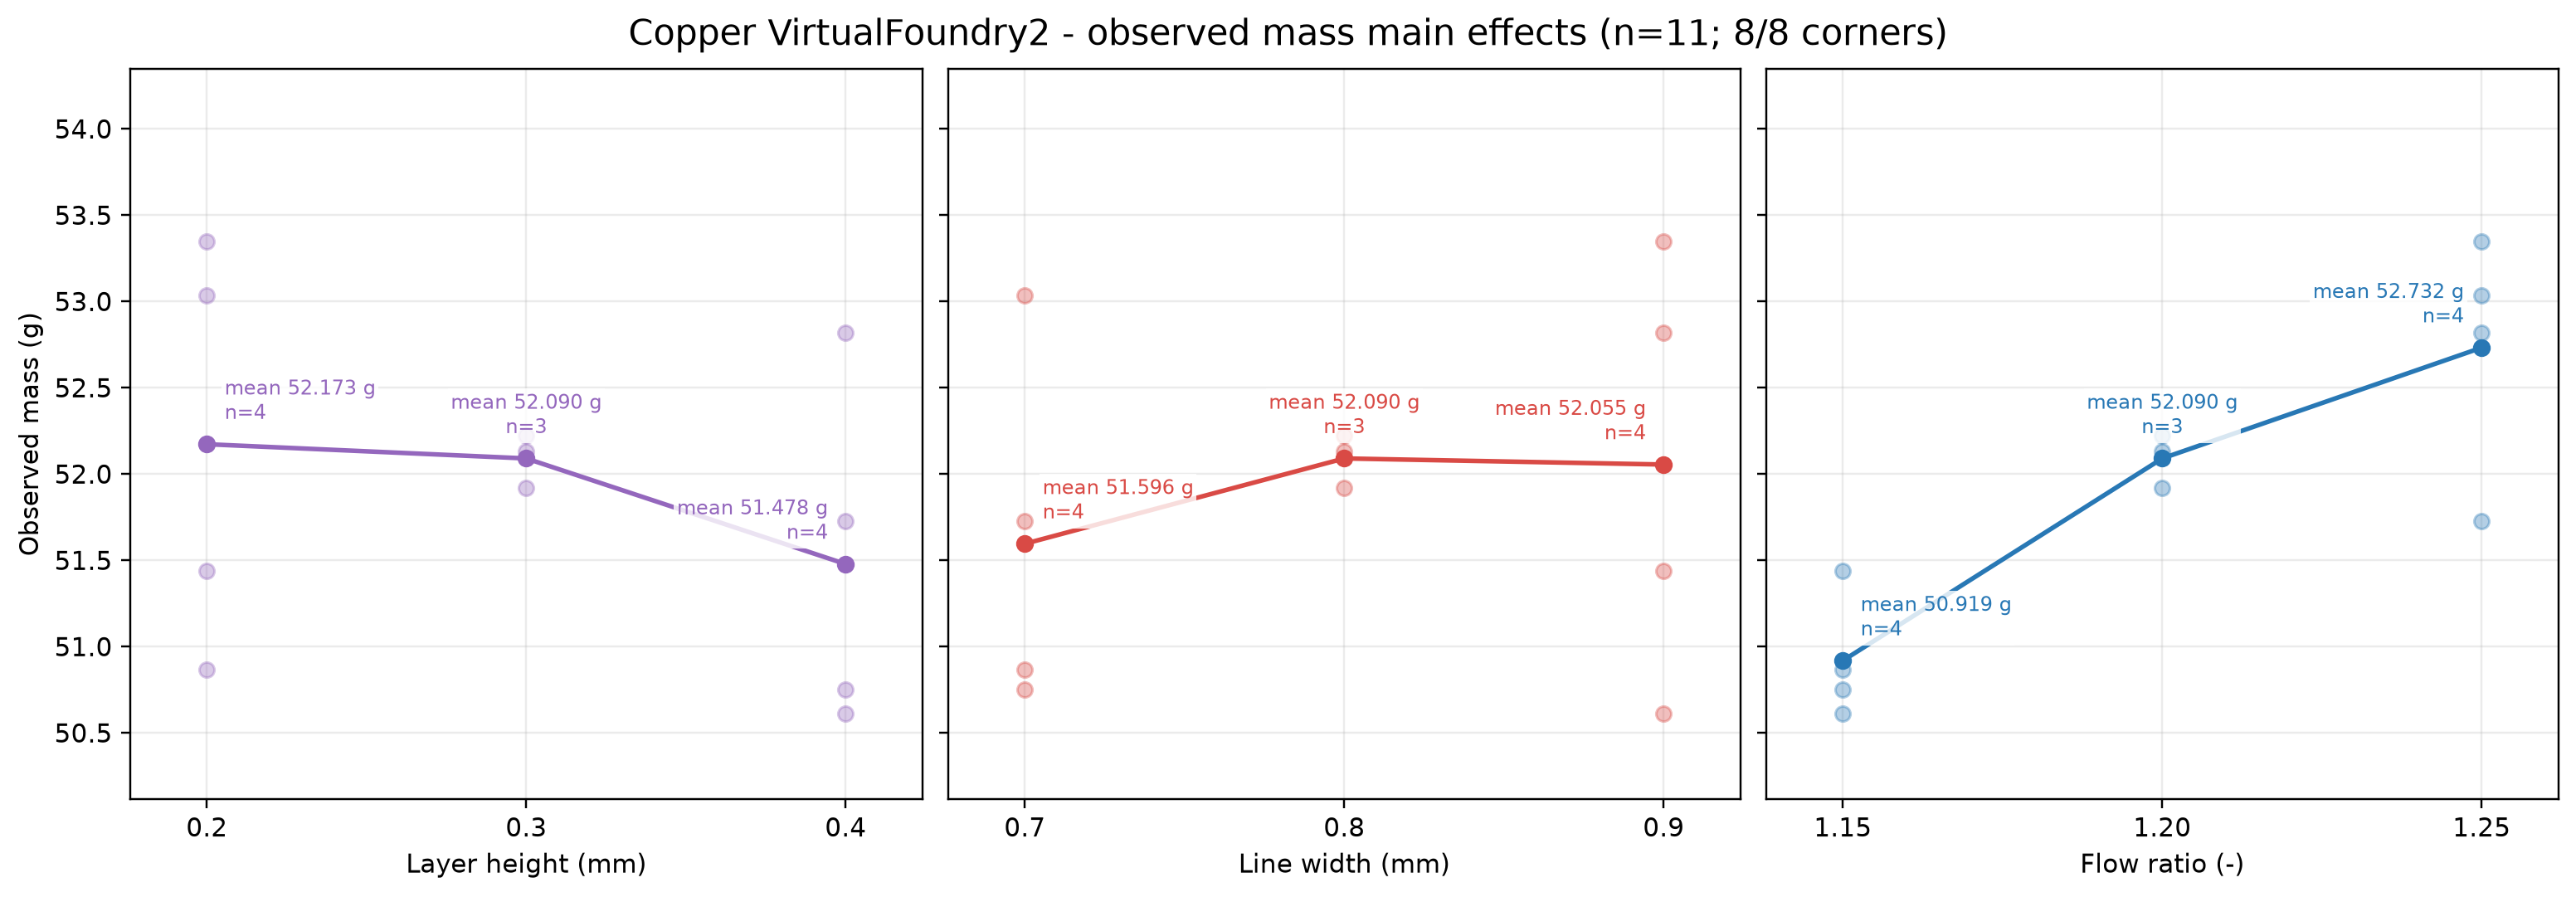 Copper VirtualFoundry2 - observed mass main effects (n=11; 8/8 corners)
Observed mass (g)
54.0
53.5
53.0
52.5
52.0
51.5
51.0
50.5
mean 52.173 g
n=4
mean 52.090 g
n=3
mean 51.478 g
n=4
0.2
0.3
0.4
Layer height (mm)
mean 51.596 g
n=4
mean 52.090 g
n=3
mean 52.055 g
n=4
0.7
0.8
0.9
Line width (mm)
mean 50.919 g
n=4
mean 52.090 g
n=3
mean 52.732 g
n=4
1.15
1.20
1.25
Flow ratio (-)